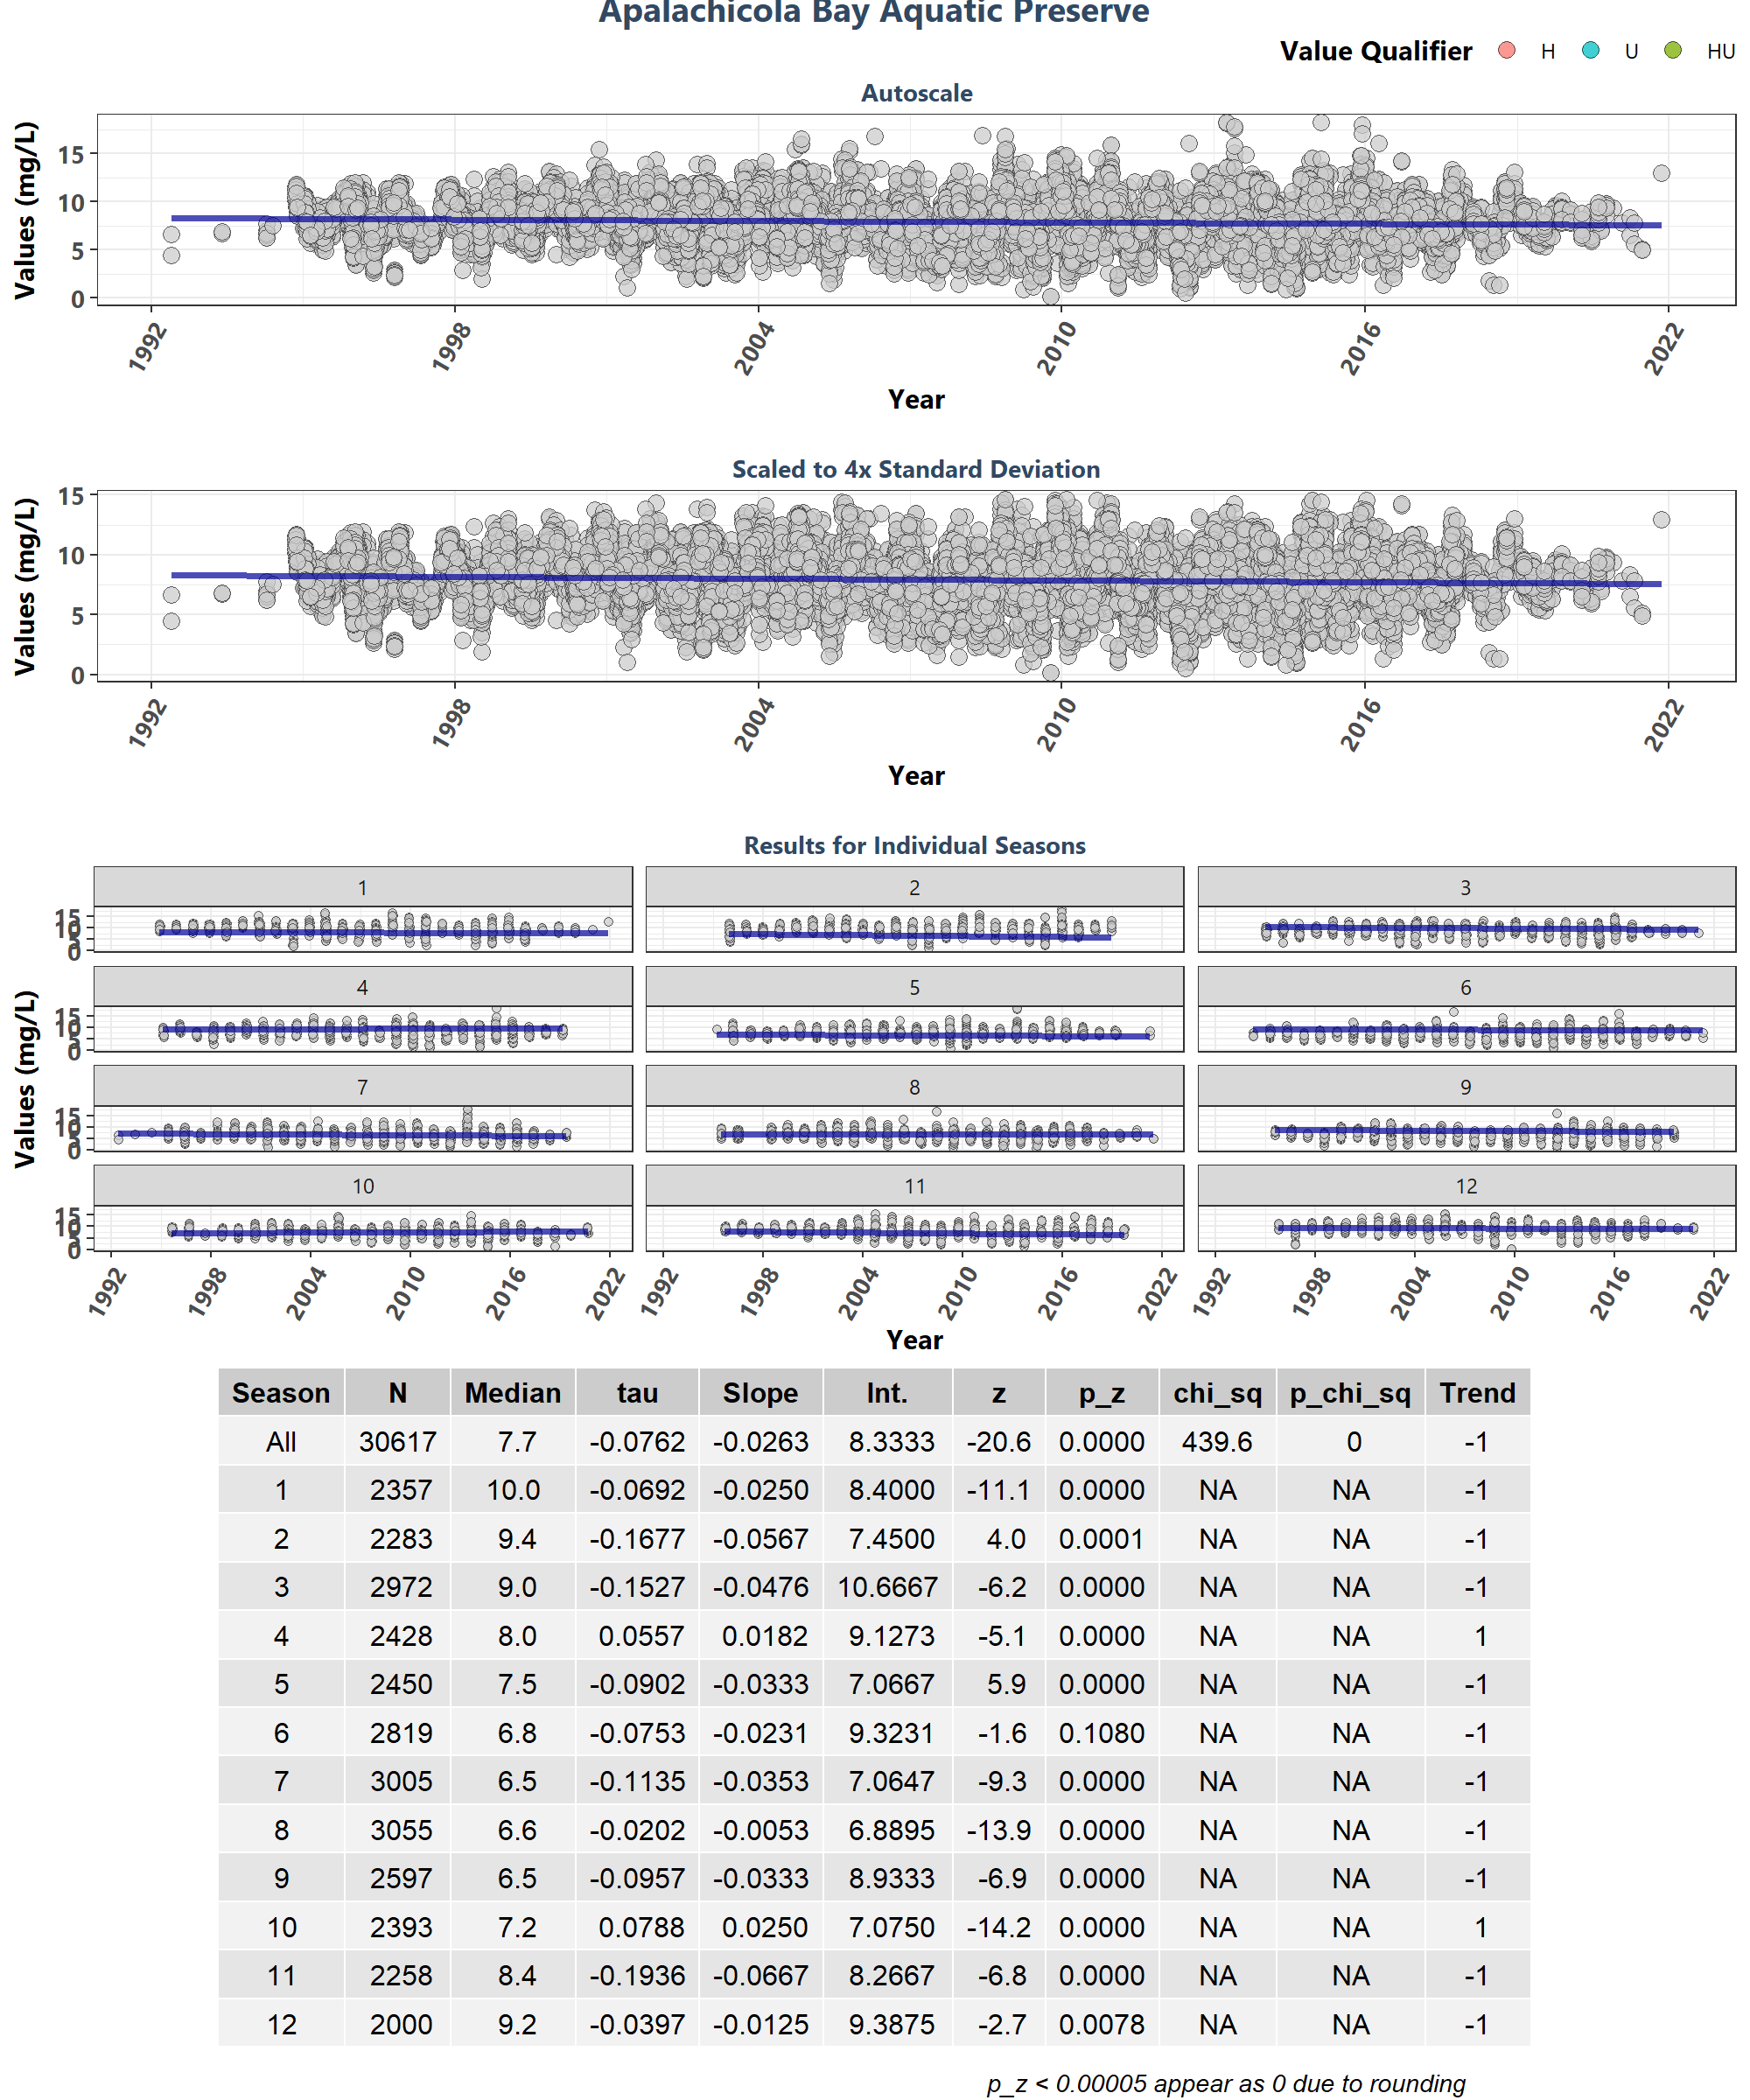 Apalachicola Bay Aquatic Preserve
Value Qualifier H U HU
Autoscale
Values (mg/L)
15
10
5
0
1992 1998 2004 2010 2016 2022
Year
Scaled to 4x Standard Deviation
Values (mg/L)
15
10
5
0
1992 1998 2004 2010 2016 2022
Year
Results for Individual Seasons
Values (mg/L)
1 2 3
15
10
5
0
4 5 6
15
10
5
0
7 8 9
15
10
5
0
10 11 12
15
10
5
0
1992 1998 2004 2010 2016 2022 1992 1998 2004 2010 2016 2022 1992 1998 2004 2010 2016 2022
Year
Season N Median tau Slope Int. z p_z chi_sq p_chi_sq Trend
All 30617 7.7 -0.0762 -0.0263 8.3333 -20.6 0.0000 439.6 0 -1
1 2357 10.0 -0.0692 -0.0250 8.4000 -11.1 0.0000 NA NA -1
2 2283 9.4 -0.1677 -0.0567 7.4500 4.0 0.0001 NA NA -1
3 2972 9.0 -0.1527 -0.0476 10.6667 -6.2 0.0000 NA NA -1
4 2428 8.0 0.0557 0.0182 9.1273 -5.1 0.0000 NA NA 1
5 2450 7.5 -0.0902 -0.0333 7.0667 5.9 0.0000 NA NA -1
6 2819 6.8 -0.0753 -0.0231 9.3231 -1.6 0.1080 NA NA -1
7 3005 6.5 -0.1135 -0.0353 7.0647 -9.3 0.0000 NA NA -1
8 3055 6.6 -0.0202 -0.0053 6.8895 -13.9 0.0000 NA NA -1
9 2597 6.5 -0.0957 -0.0333 8.9333 -6.9 0.0000 NA NA -1
10 2393 7.2 0.0788 0.0250 7.0750 -14.2 0.0000 NA NA 1
11 2258 8.4 -0.1936 -0.0667 8.2667 -6.8 0.0000 NA NA -1
12 2000 9.2 -0.0397 -0.0125 9.3875 -2.7 0.0078 NA NA -1
p_z < 0.00005 appear as 0 due to rounding